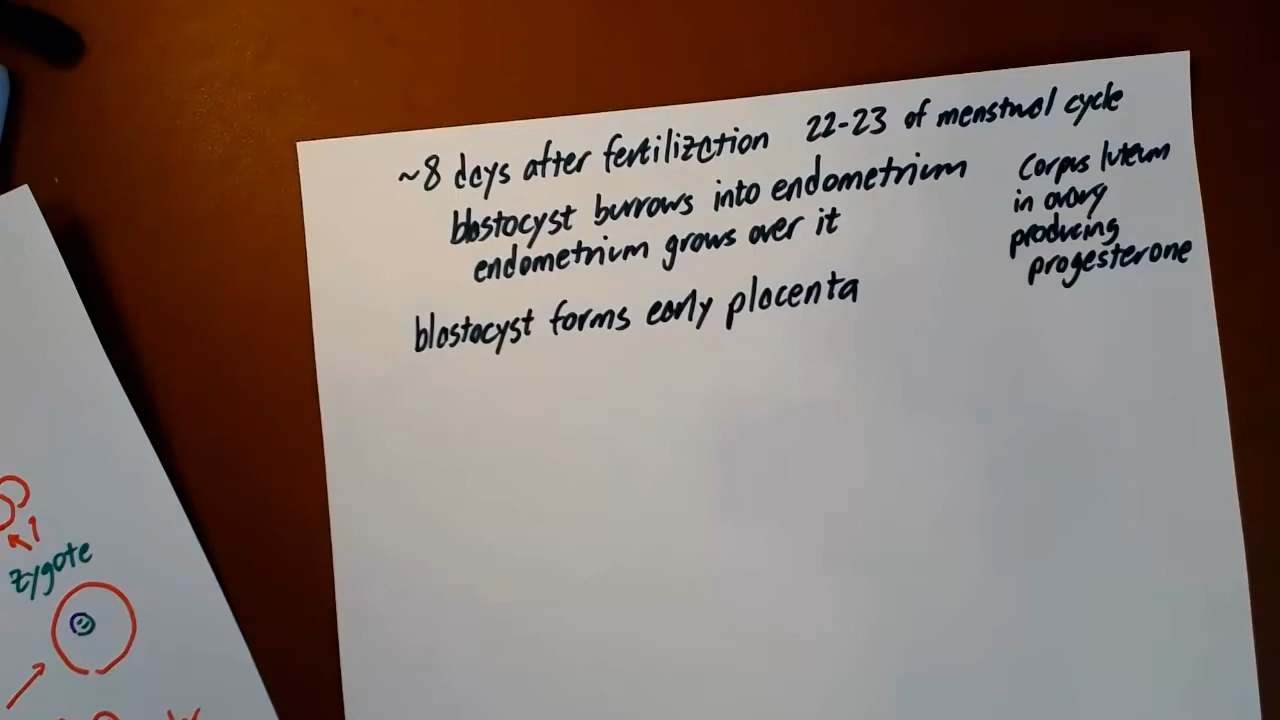 ~8 days after fertilization 22-23 of menstrual cycle
blastocyst burrows into endometrium
endometrium grows over it
Corpus luteum
in ovary
producing
progesterone
blastocyst forms early placenta
zygote